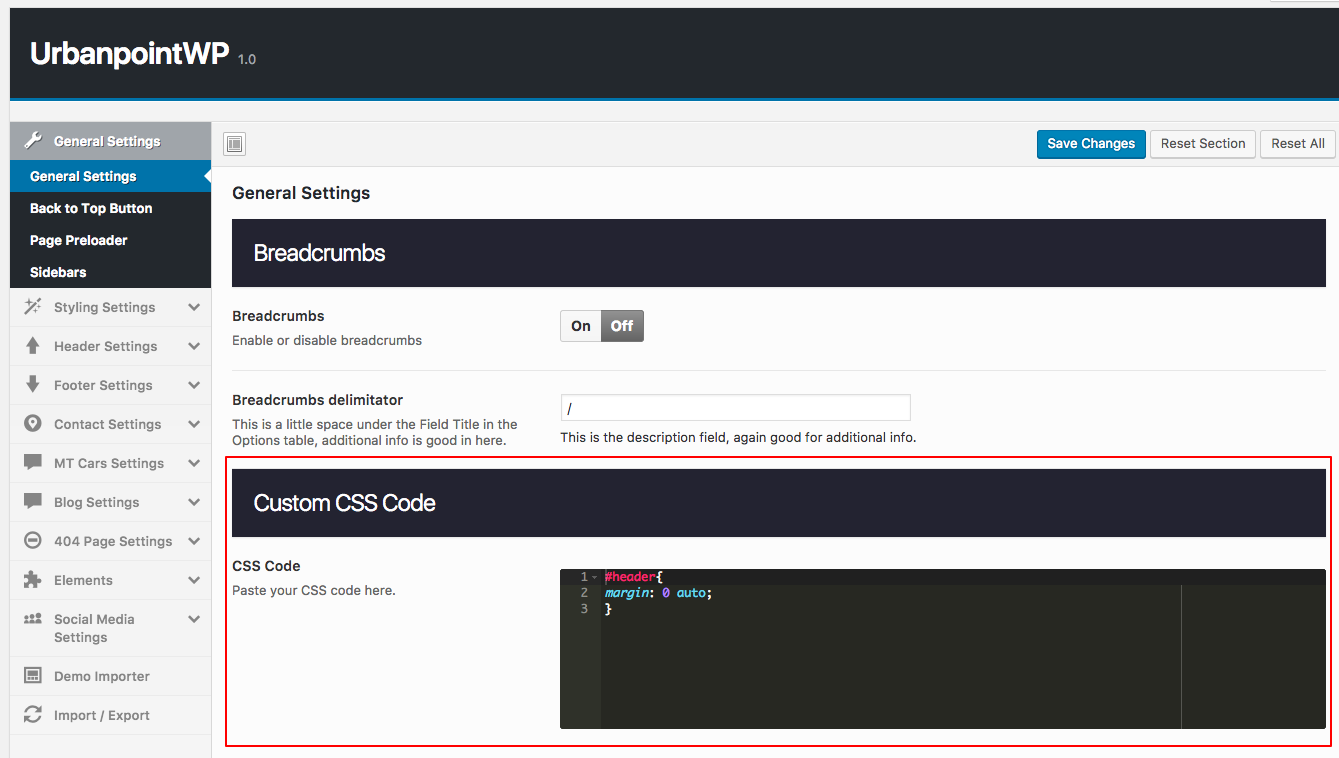 UrbanpointWP 1.0
General Settings
General Settings
Back to Top Button
Page Preloader
Sidebars
Styling Settings
Header Settings
Footer Settings
Contact Settings
MT Cars Settings
Blog Settings
404 Page Settings
Elements
Social Media
Settings
Demo Importer
Import / Export
Save Changes Reset Section Reset All
General Settings
Breadcrumbs
Breadcrumbs
Enable or disable breadcrumbs
On Off
Breadcrumbs delimitator
This is a little space under the Field Title in the
Options table, additional info is good in here.
/
This is the description field, again good for additional info.
Custom CSS Code
CSS Code
Paste your CSS code here.
1 #header{
2 margin: 0 auto;
3 }